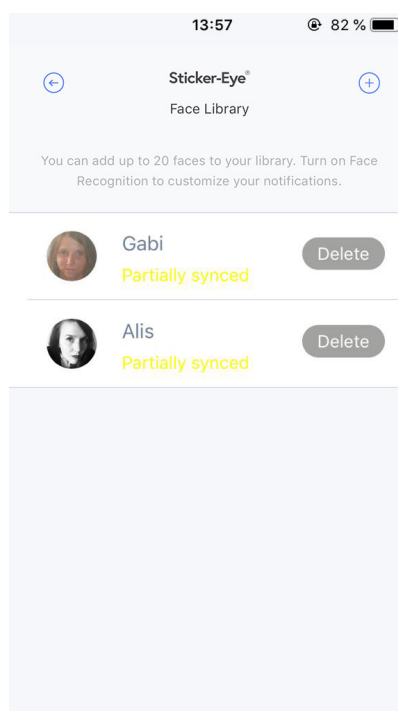 13:57 82 %
Sticker-Eye®
Face Library
You can add up to 20 faces to your library. Turn on Face
Recognition to customize your notifications.
Gabi
Partially synced
Delete
Alis
Partially synced
Delete